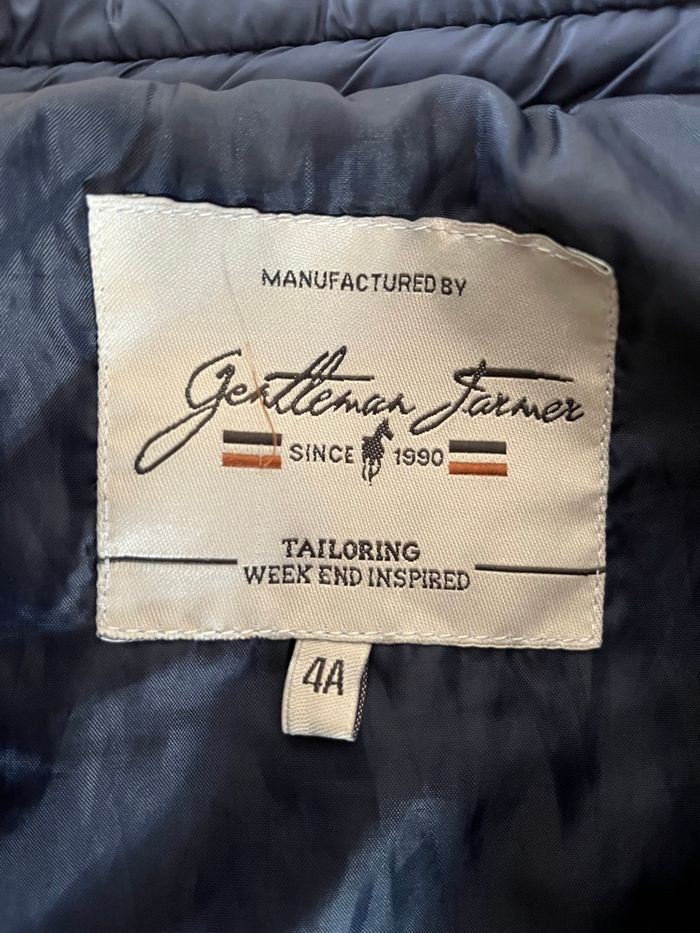 MANUFACTURED BY
Gentleman Farmer
SINCE 1990
TAILORING
WEEK END INSPIRED
4A